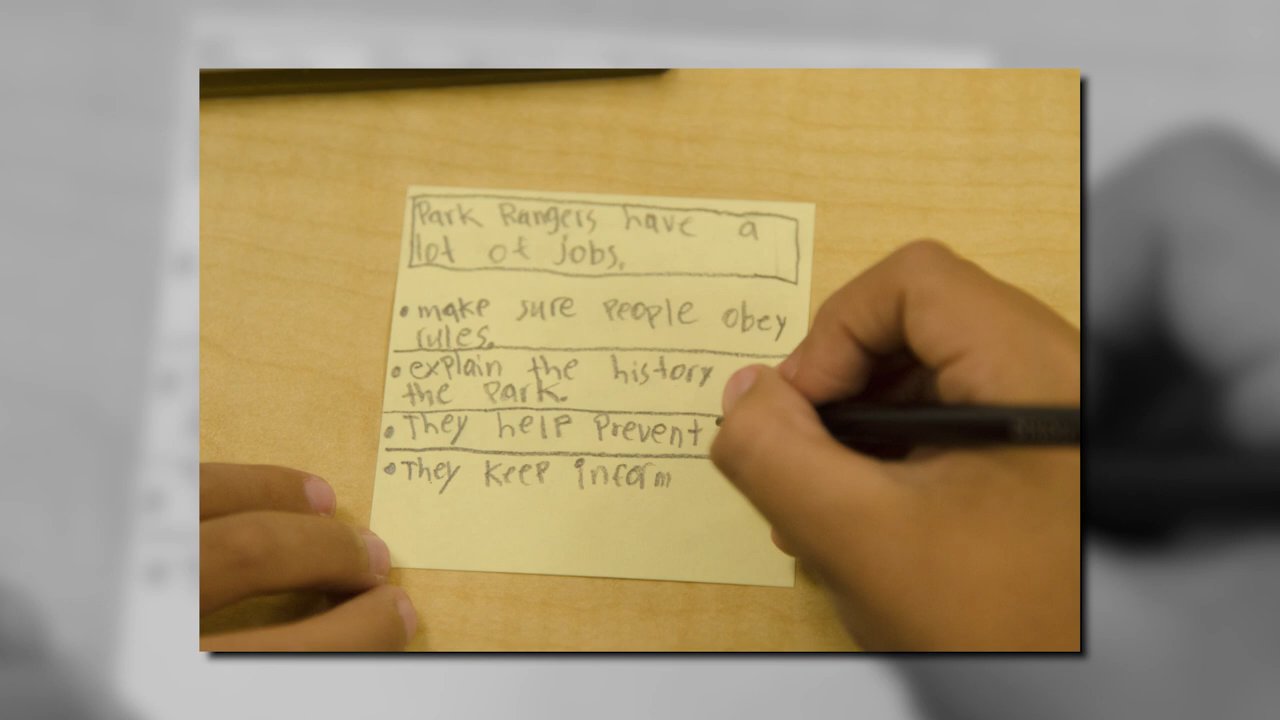 Park Rangers have a
lot of jobs.
• make sure people obey
rules.
• explain the history
the Park.
• They help Prevent
• They keep inform